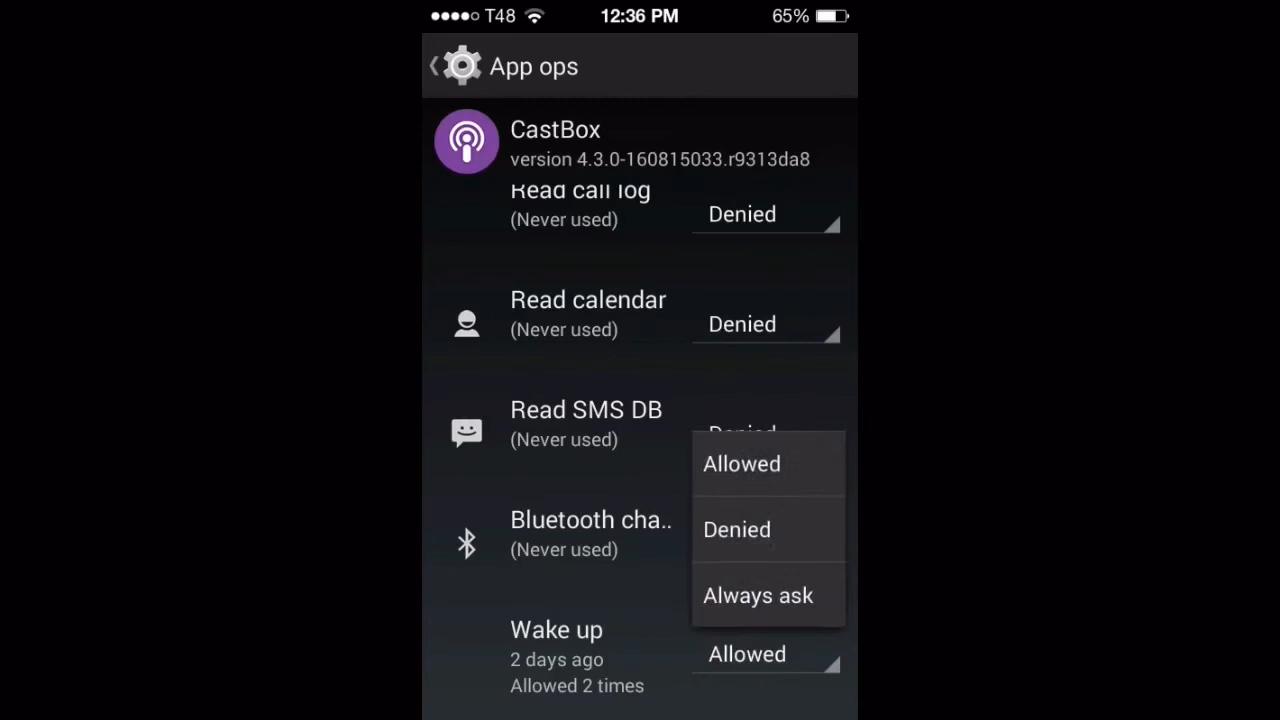 T48 12:36 PM 65%
App ops
CastBox
version 4.3.0-160815033.r9313da8
Read call log
(Never used)
Denied
Read calendar
(Never used)
Denied
Read SMS DB
(Never used)
Denied
Allowed
Denied
Always ask
Bluetooth cha..
(Never used)
Wake up
2 days ago
Allowed 2 times
Allowed